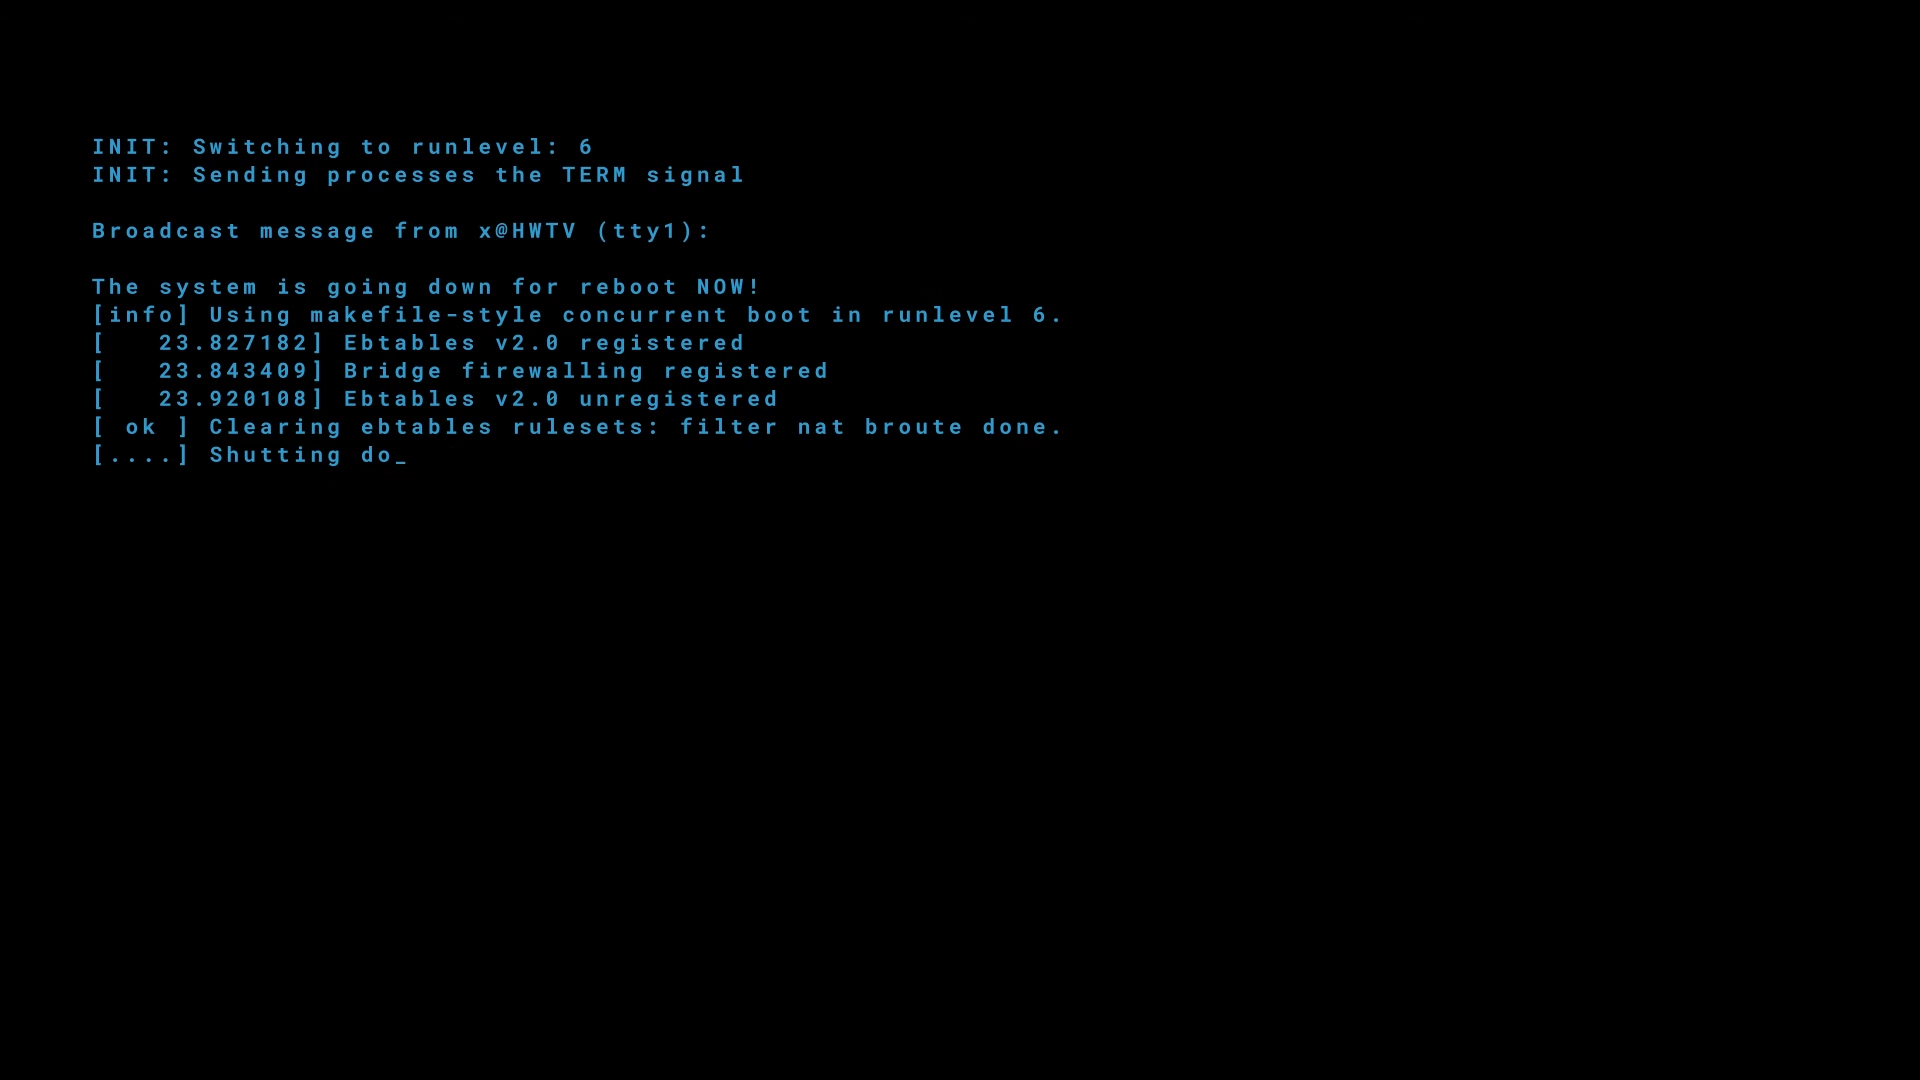 INIT: Switching to runlevel: 6
INIT: Sending processes the TERM signal
Broadcast message from x@HWTV (tty1):
The system is going down for reboot NOW!
[info] Using makefile-style concurrent boot in runlevel 6.
[   23.827182] Ebtables v2.0 registered
[   23.843409] Bridge firewalling registered
[   23.920108] Ebtables v2.0 unregistered
[ ok ] Clearing ebtables rulesets: filter nat broute done.
[....] Shutting do_